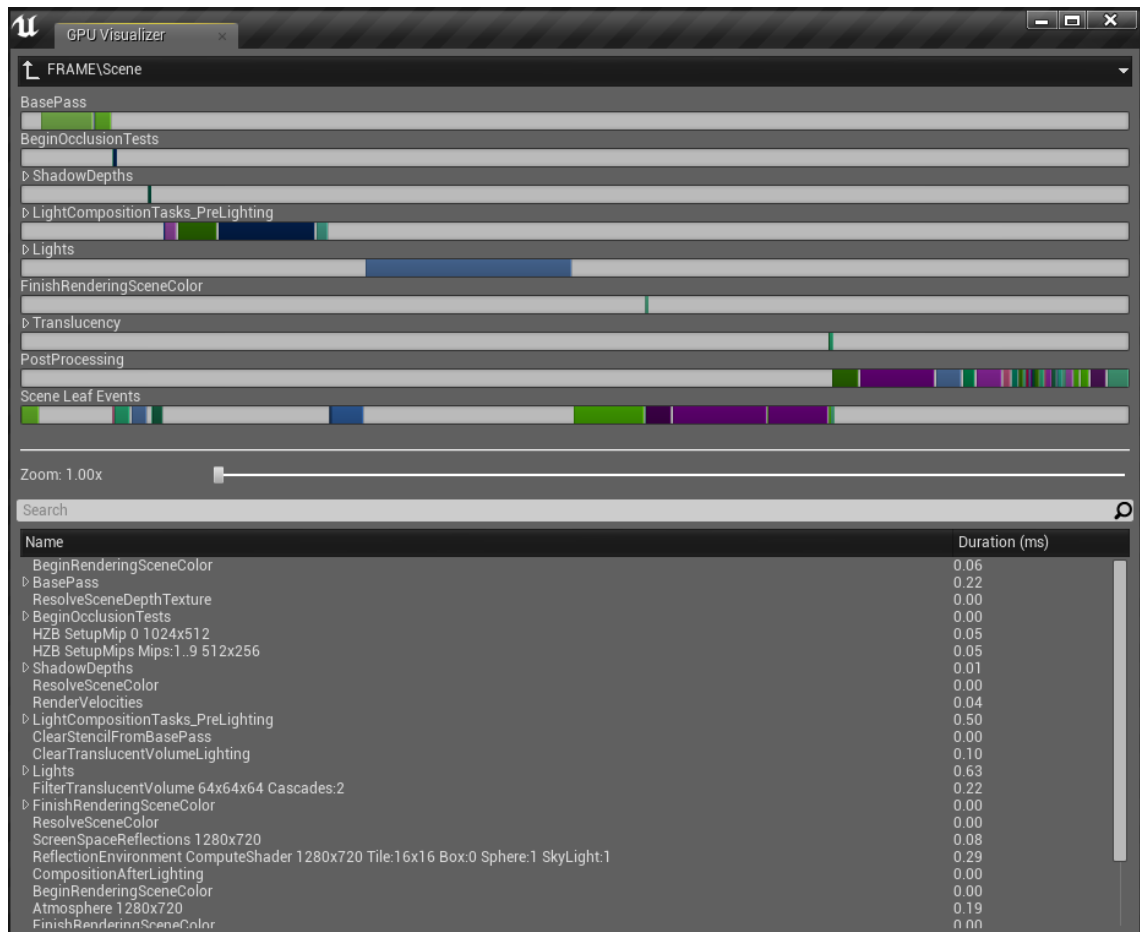 GPU Visualizer
FRAME\Scene
BasePass
BeginOcclusionTests
ShadowDepths
LightCompositionTasks_PreLighting
Lights
FinishRenderingSceneColor
Translucency
PostProcessing
Scene Leaf Events
Zoom: 1.00x
Search
Name Duration (ms)
BeginRenderingSceneColor 0.06
BasePass 0.22
ResolveSceneDepthTexture 0.00
BeginOcclusionTests 0.00
HZB SetupMip 0 1024x512 0.05
HZB SetupMips Mips:1..9 512x256 0.05
ShadowDepths 0.01
ResolveSceneColor 0.00
RenderVelocities 0.04
LightCompositionTasks_PreLighting 0.50
ClearStencilFromBasePass 0.00
ClearTranslucentVolumeLighting 0.10
Lights 0.63
FilterTranslucentVolume 64x64x64 Cascades:2 0.22
FinishRenderingSceneColor 0.00
ResolveSceneColor 0.00
ScreenSpaceReflections 1280x720 0.08
ReflectionEnvironment ComputeShader 1280x720 Tile:16x16 Box:0 Sphere:1 SkyLight:1 0.29
CompositionAfterLighting 0.00
BeginRenderingSceneColor 0.00
Atmosphere 1280x720 0.19
FinishRenderingSceneColor 0.00